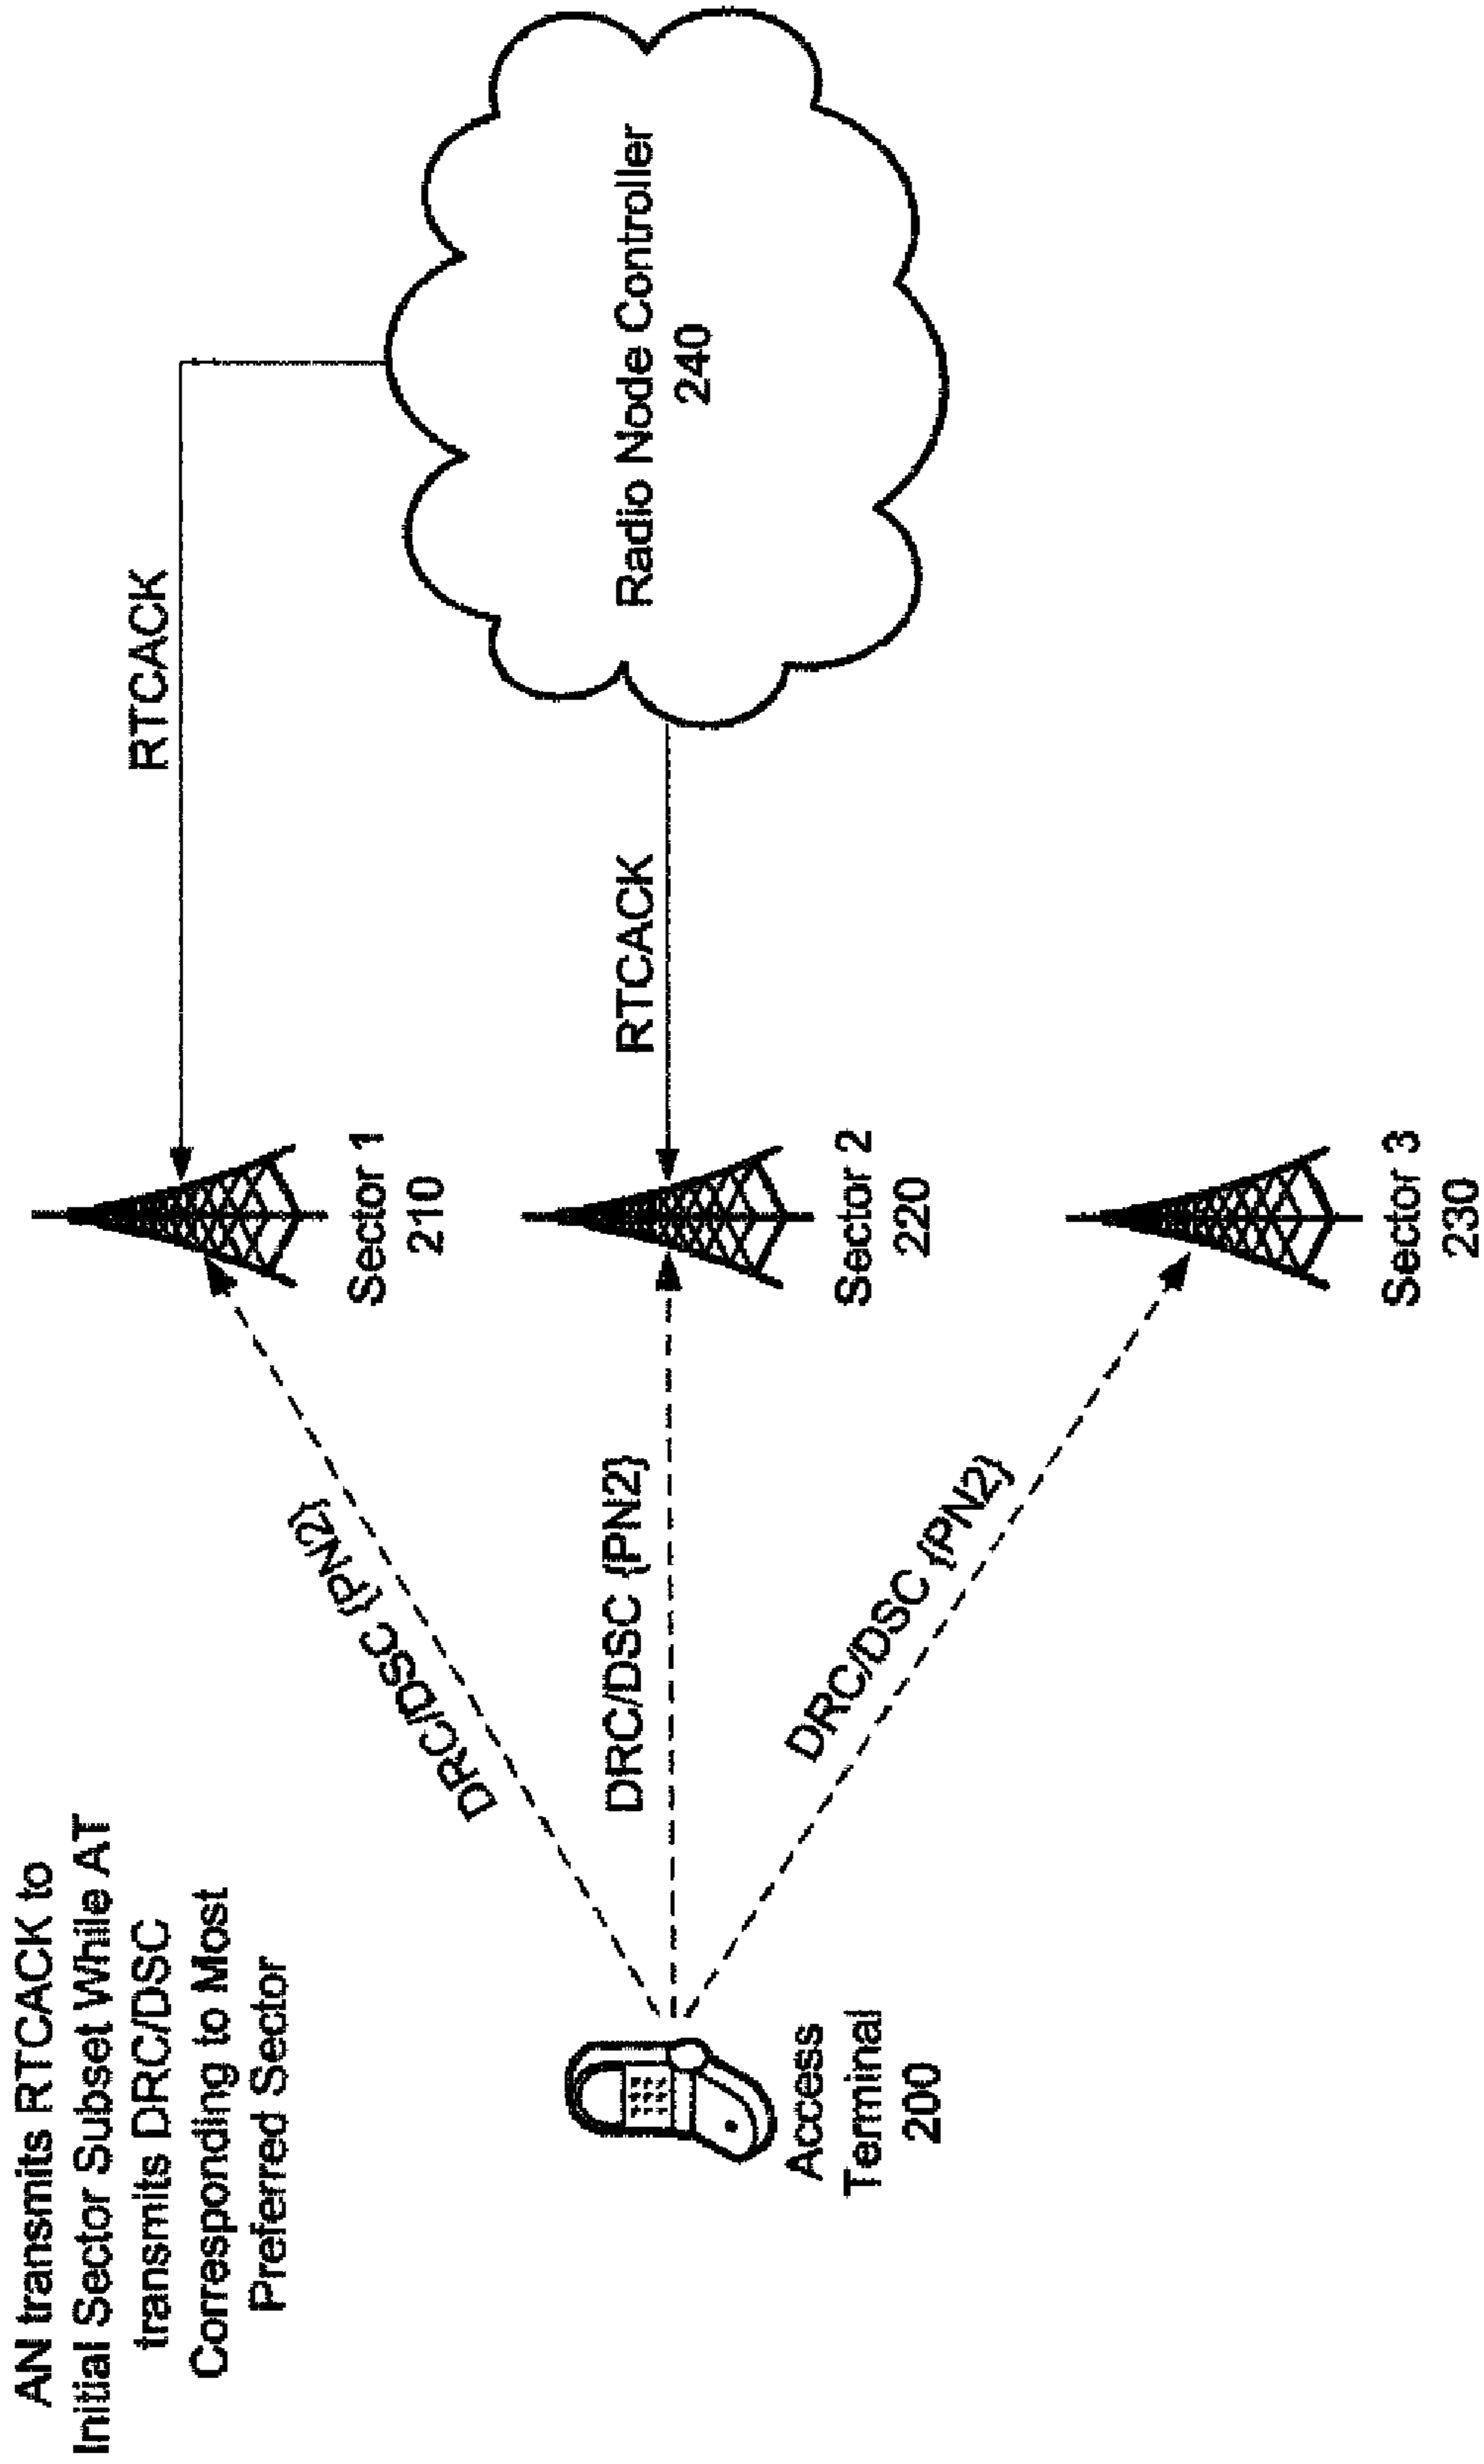 AN transmits RTCACK to
Initial Sector Subset While AT
transmits DRC/DSC
Corresponding to Most
Preferred Sector
RTCACK
DRC/DSC {PN2}
Sector 1
210
Access
Terminal
200
DRC/DSC {PN2}
RTCACK
Sector 2
220
Radio Node Controller
240
DRC/DSC {PN2}
Sector 3
230